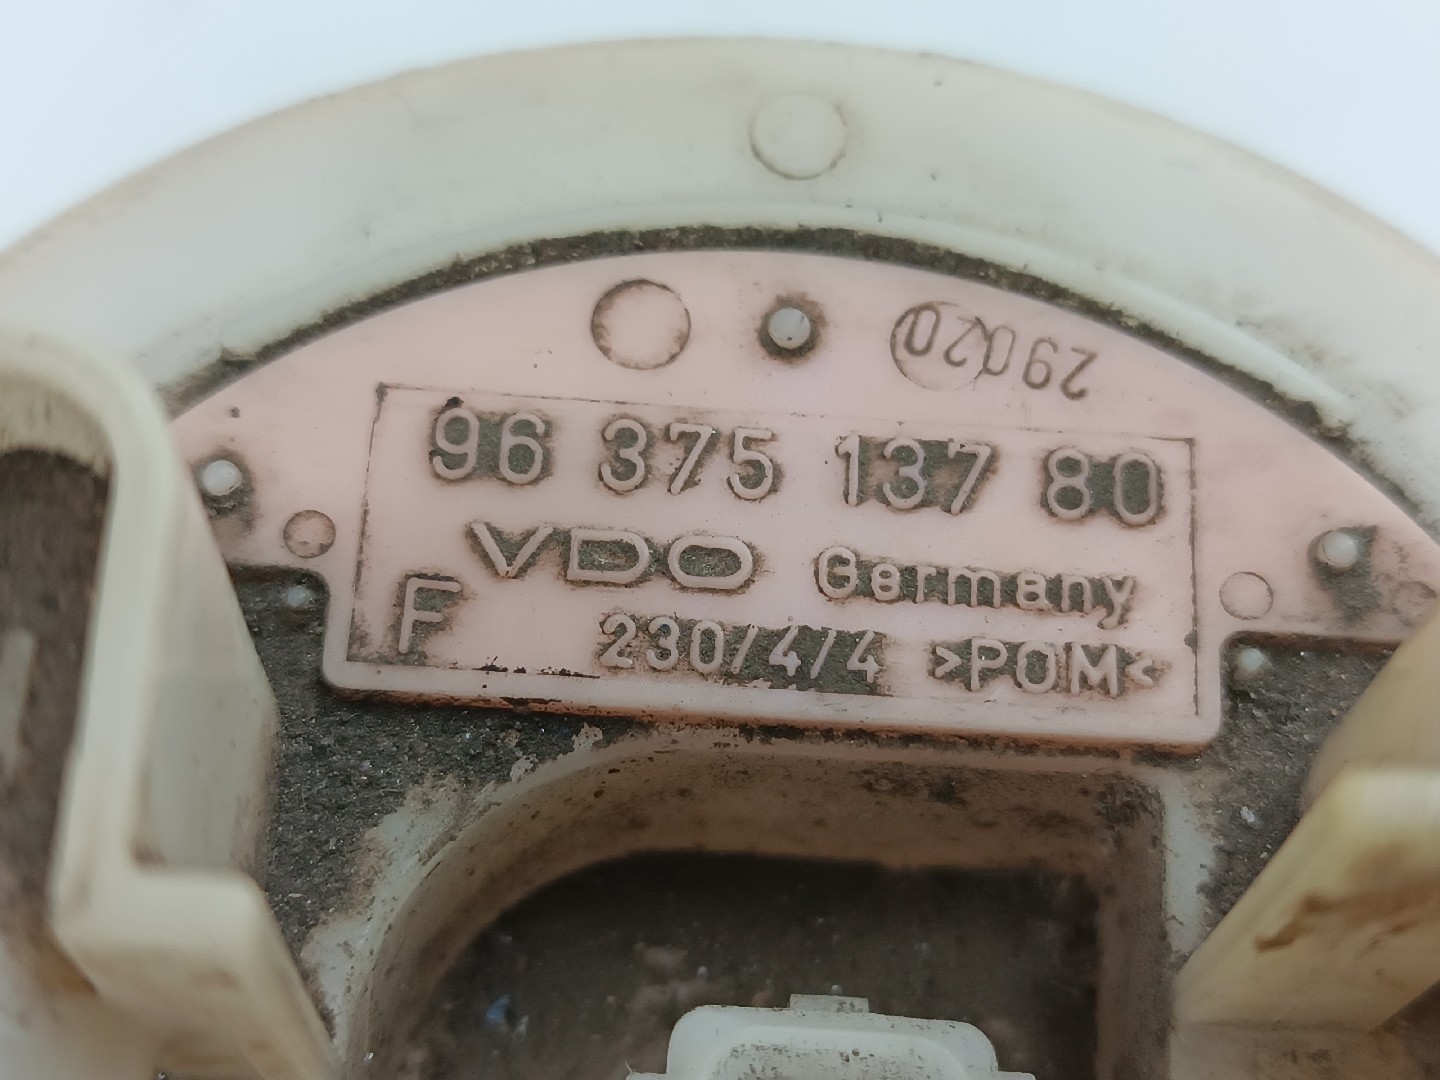 29020
96 375 137 80
VDO Germany
F 230/4/4 >POM<